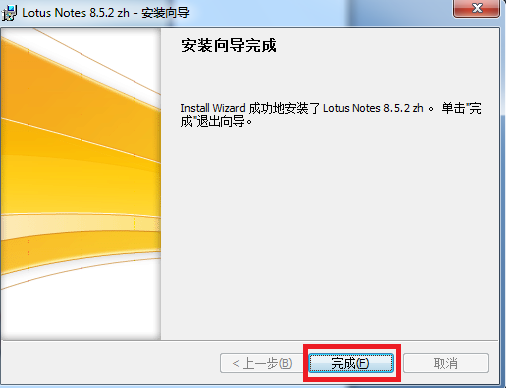 Lotus Notes 8.5.2 zh - 安装向导
安装向导完成
Install Wizard 成功地安装了 Lotus Notes 8.5.2 zh 。 单击"完
成"退出向导。
< 上一步(B)
完成(F)
取消